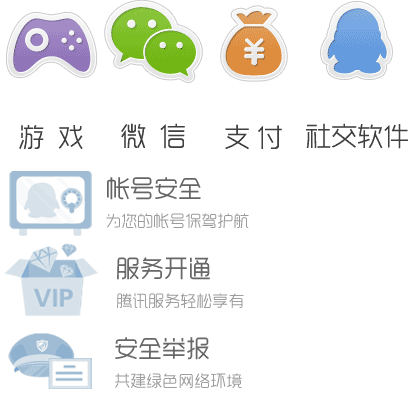 游戏 微信 支付 社交软件
帐号安全
为您的帐号保驾护航
VIP
服务开通
腾讯服务轻松享有
安全举报
共建绿色网络环境